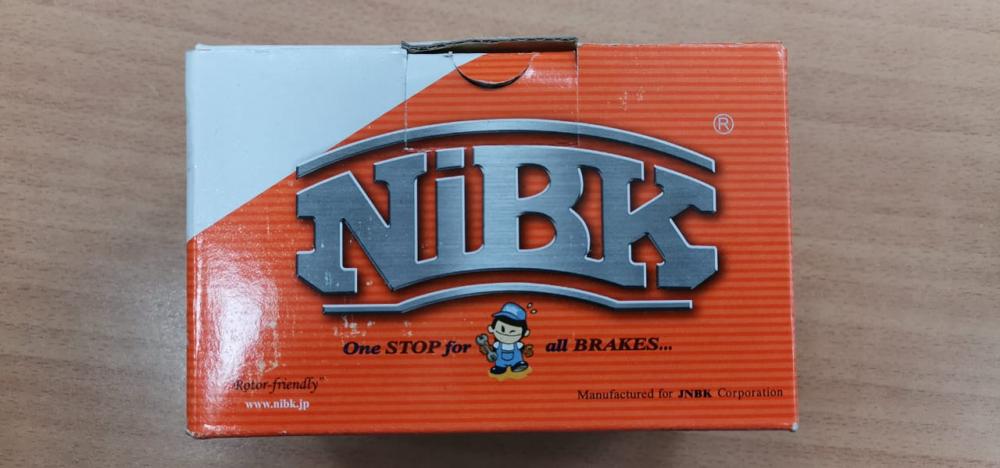 ®
NiBK
One STOP for all BRAKES...
"Rotor-friendly"
www.nibk.jp
Manufactured for JNBK Corporation